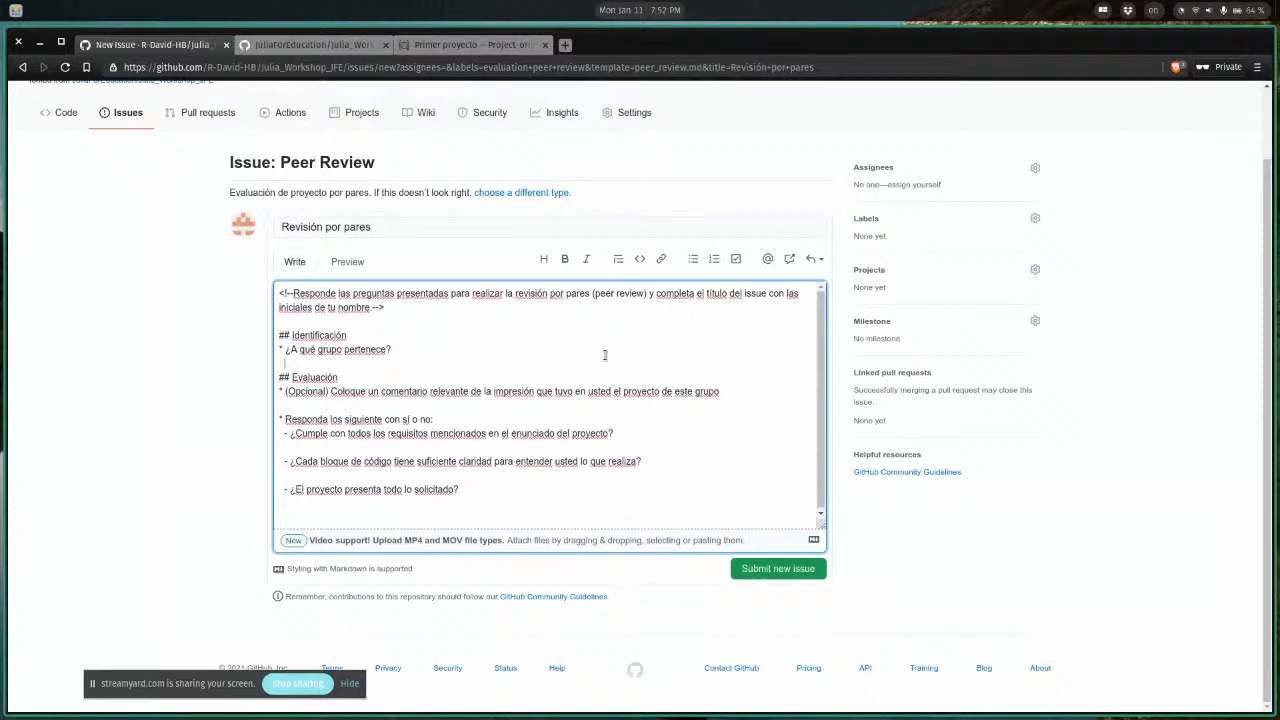 Mon Jan 11 7:52 PM
en
64 %
New Issue · R-David-HB/Julia_
JuliaForEducation/Julia_Work
Primer proyecto — Project-ori
https://github.com/R-David-HB/Julia_Workshop_JFE/issues/new?assignees=&labels=evaluation+peer+review&template=peer_review.md&title=Revisión+por+pares
Private
Code
Issues
Pull requests
Actions
Projects
Wiki
Security
Insights
Settings
Issue: Peer Review
Evaluación de proyecto por pares. If this doesn’t look right, choose a different type.
Revisión por pares
Write
Preview
<!--Responde las preguntas presentadas para realizar la revisión por pares (peer review) y completa el título del issue con las
iniciales de tu nombre.-->
## Identificación
* ¿A qué grupo pertenece?
## Evaluación
* (Opcional) Coloque un comentario relevante de la impresión que tuvo en usted el proyecto de este grupo
* Responda los siguiente con sí o no:
- ¿Cumple con todos los requisitos mencionados en el enunciado del proyecto?
- ¿Cada bloque de código tiene suficiente claridad para entender usted lo que realiza?
- ¿El proyecto presenta todo lo solicitado?
New Video support! Upload MP4 and MOV file types. Attach files by dragging & dropping, selecting or pasting them.
Styling with Markdown is supported
Submit new issue
Remember, contributions to this repository should follow our GitHub Community Guidelines
Assignees
No one—assign yourself
Labels
None yet
Projects
None yet
Milestone
No milestone
Linked pull requests
Successfully merging a pull request may close this
issue.
None yet
Helpful resources
GitHub Community Guidelines
© 2021 GitHub, Inc.
Terms
Privacy
Security
Status
Help
Contact GitHub
Pricing
API
Training
Blog
About
streamyard.com is sharing your screen.
Stop sharing
Hide